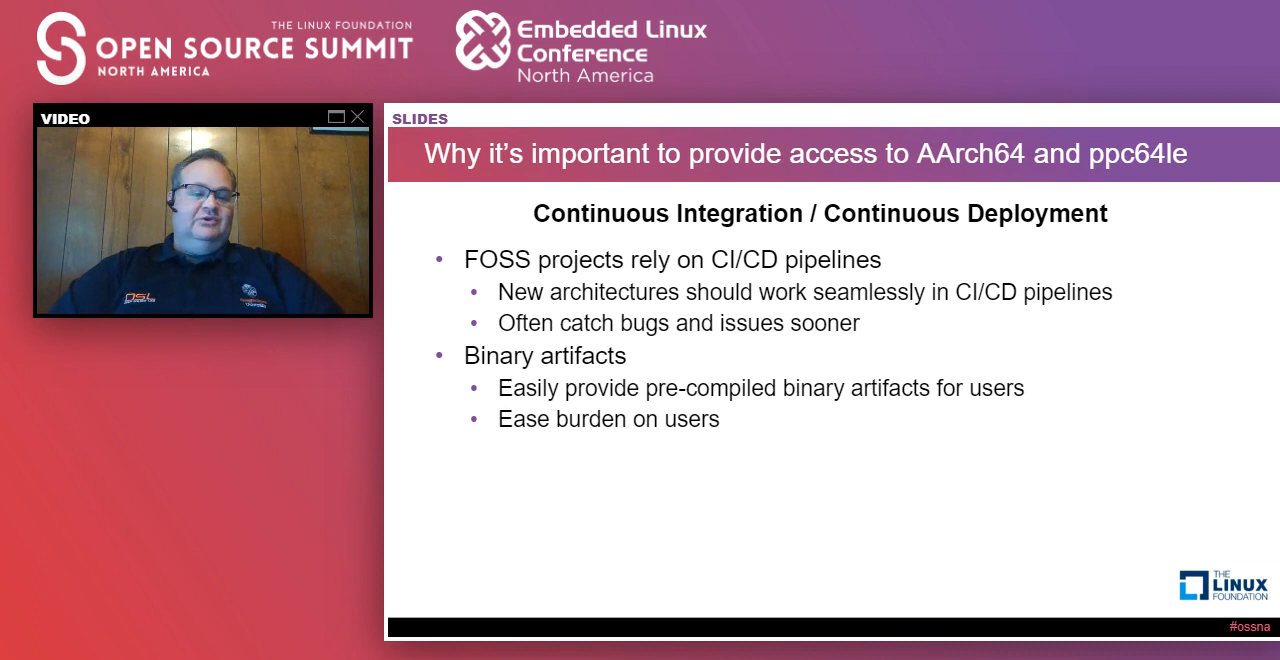 THE LINUX FOUNDATION
OPEN SOURCE SUMMIT
NORTH AMERICA
Embedded Linux
Conference
North America
VIDEO
OSL
SLIDES
Why it's important to provide access to AArch64 and ppc64le
Continuous Integration / Continuous Deployment
• FOSS projects rely on CI/CD pipelines
• New architectures should work seamlessly in CI/CD pipelines
• Often catch bugs and issues sooner
• Binary artifacts
• Easily provide pre-compiled binary artifacts for users
• Ease burden on users
THE
LINUX
FOUNDATION
#ossna